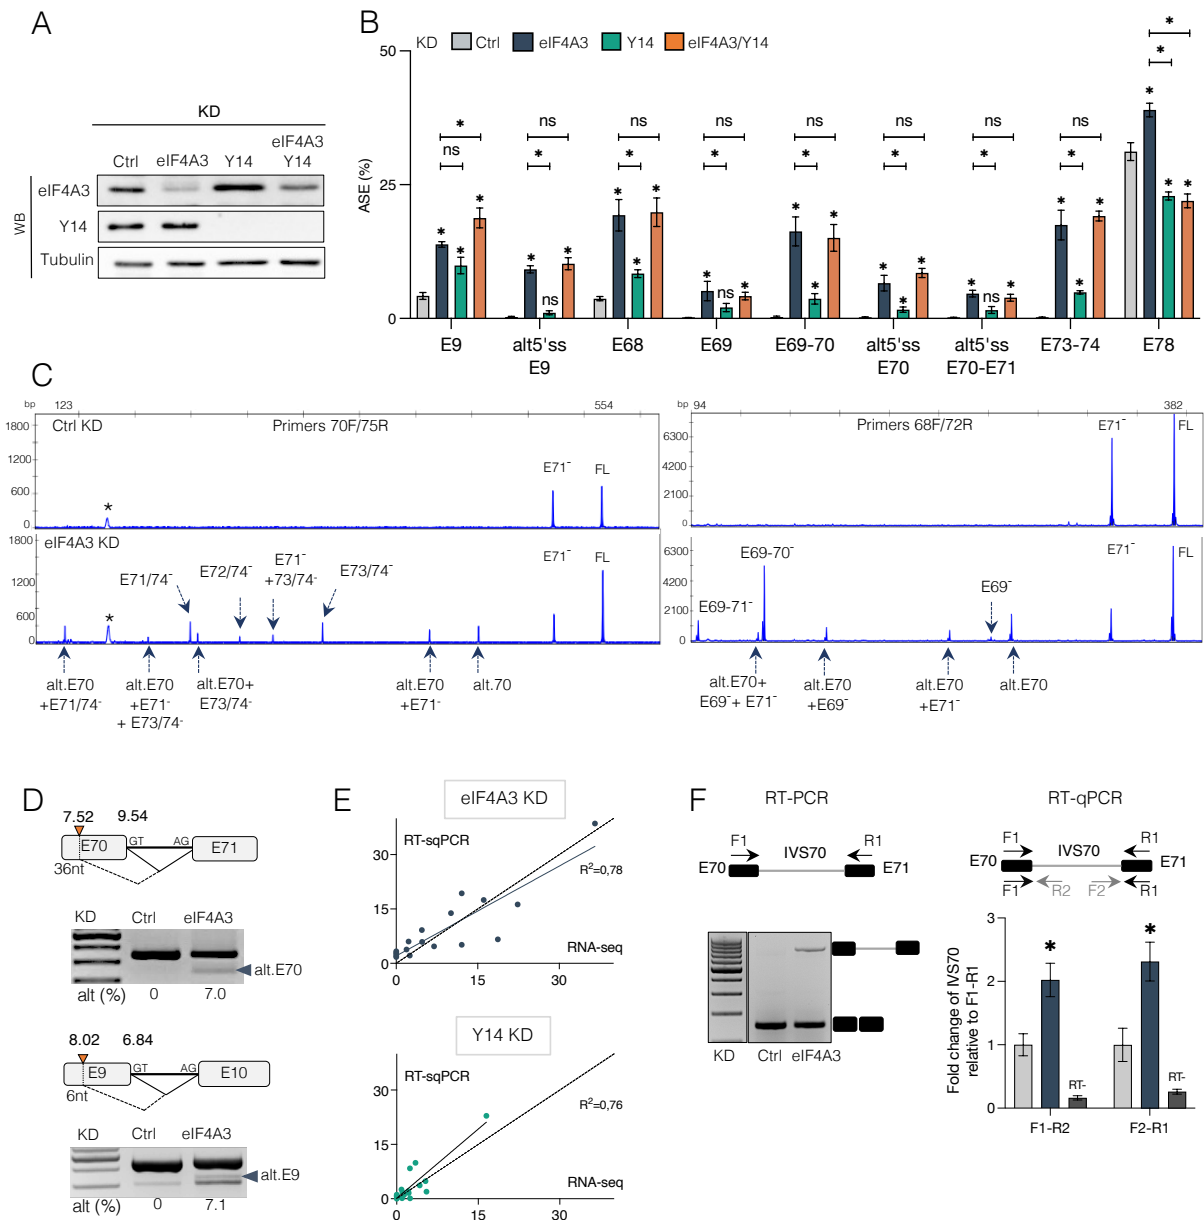 A
KD
Ctrl eIF4A3 Y14 eIF4A3 Y14
WB
eIF4A3
Y14
Tubulin
B
KD Ctrl eIF4A3 Y14 eIF4A3/Y14
ASE (%)
50
25
0
* ns * * *
ns * * ns *
ns * * * *
ns * * ns *
ns * * * *
ns * * * *
ns * * ns *
ns * * * *
* * * * *
E9 alt5'ss E9 E68 E69 E69-70 alt5'ss E70 alt5'ss E70-E71 E73-74 E78
C
bp 123 554
Ctrl KD Primers 70F/75R
1800
1200
600
0
* E71⁻ FL
eIF4A3 KD
1800
1200
600
0
E71/74⁻ * E72/74⁻ E71⁻ +73/74⁻ E73/74⁻ E71⁻ FL
alt.E70 +E71/74⁻
alt.E70 +E71⁻ + E73/74⁻
alt.E70+ E73/74⁻
alt.E70 +E71⁻
alt.70
bp 94 382
Primers 68F/72R
6300
4200
2100
0
E71⁻ FL
6300
4200
2100
0
E69-71⁻ E69-70⁻ E69⁻ E71⁻ FL
alt.E70+ E69⁻+ E71⁻
alt.E70 +E69⁻
alt.E70 +E71⁻
alt.E70
D
7.52 9.54
E70 GT AG E71
36nt
KD Ctrl eIF4A3
alt.E70
alt (%) 0 7.0
8.02 6.84
E9 GT AG E10
6nt
KD Ctrl eIF4A3
alt.E9
alt (%) 0 7.1
E
eIF4A3 KD
RT-sqPCR
30
15
0
R²=0,78
RNA-seq
0 15 30
Y14 KD
RT-sqPCR
30
15
0
R²=0,76
RNA-seq
0 15 30
F
RT-PCR
F1 R1
IVS70
E70 E71
KD Ctrl eIF4A3
RT-qPCR
F1 R1
IVS70
E70 E71
F1 R2 F2 R1
Fold change of IVS70
relative to F1-R1
3
2
1
0
* RT- * RT-
F1-R2 F2-R1